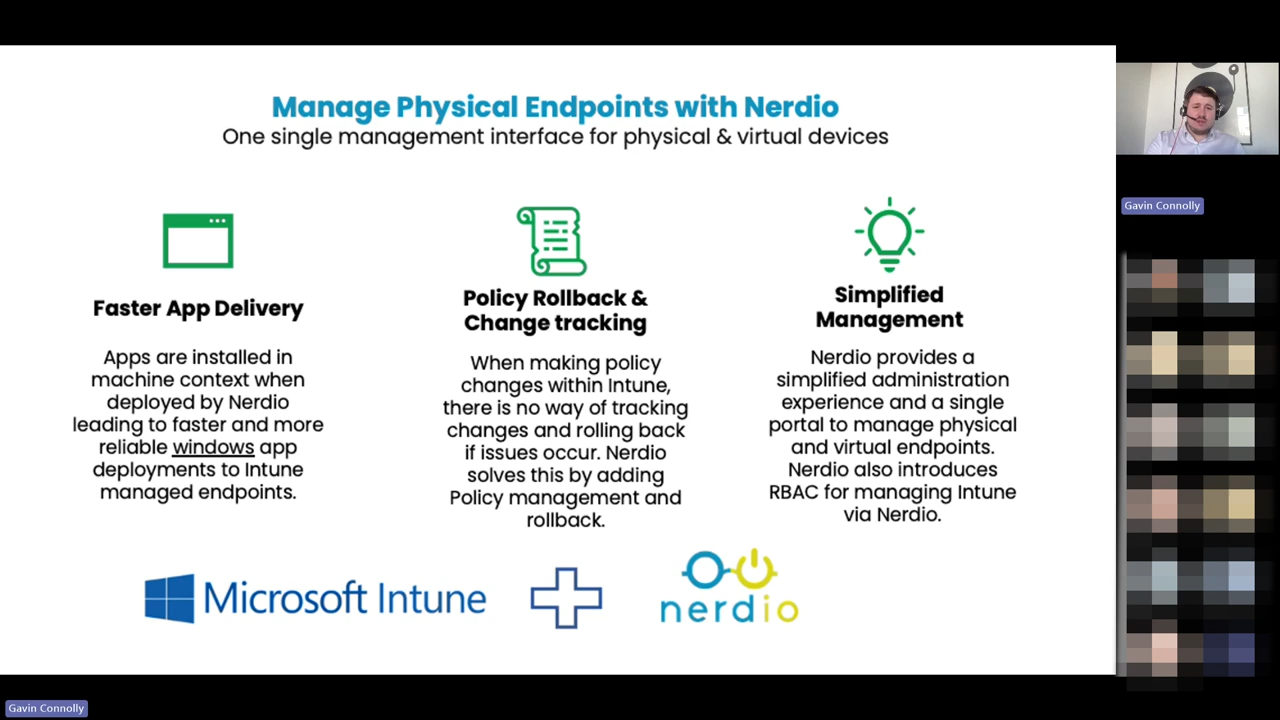 Manage Physical Endpoints with Nerdio
One single management interface for physical & virtual devices
Faster App Delivery
Apps are installed in
machine context when
deployed by Nerdio
leading to faster and more
reliable windows app
deployments to Intune
managed endpoints.
Policy Rollback &
Change tracking
When making policy
changes within Intune,
there is no way of tracking
changes and rolling back
if issues occur. Nerdio
solves this by adding
Policy management and
rollback.
Simplified
Management
Nerdio provides a
simplified administration
experience and a single
portal to manage physical
and virtual endpoints.
Nerdio also introduces
RBAC for managing Intune
via Nerdio.
Microsoft Intune
nerdio
Gavin Connolly
Gavin Connolly